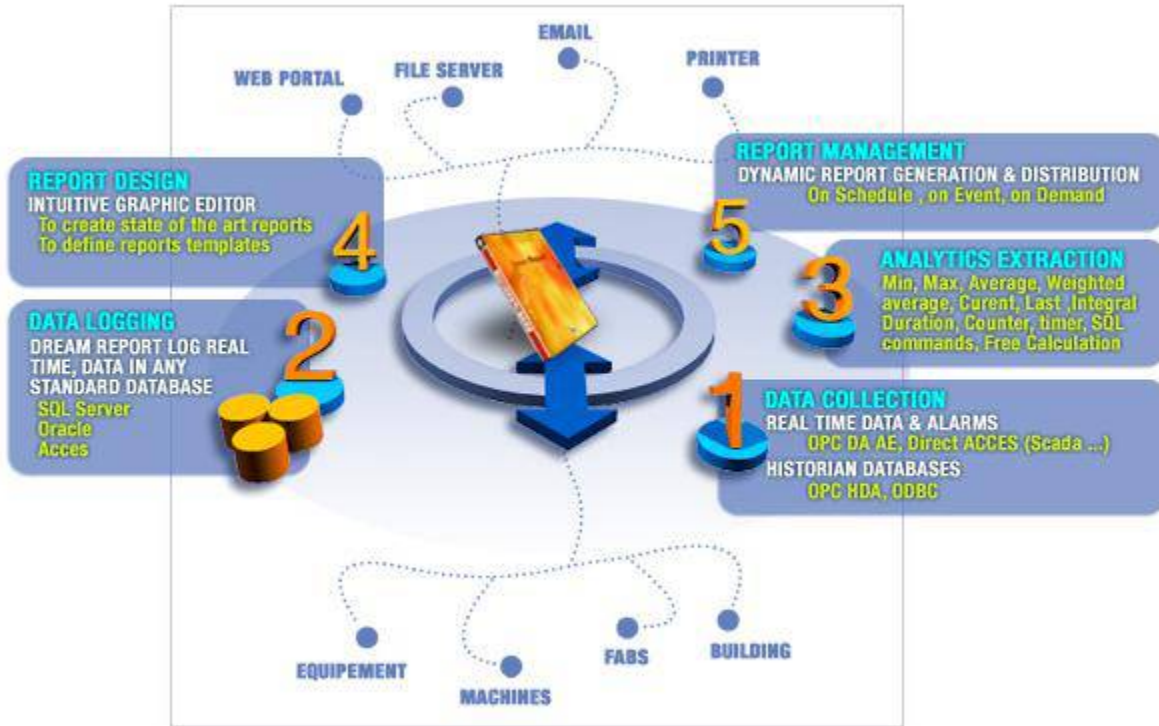 EMAIL
FILE SERVER
PRINTER
WEB PORTAL
REPORT DESIGN
INTUITIVE GRAPHIC EDITOR
To create state of the art reports
To define reports templates
4
REPORT MANAGEMENT
DYNAMIC REPORT GENERATION & DISTRIBUTION
On Schedule , on Event, on Demand
5
ANALYTICS EXTRACTION
Min, Max, Average, Weighted
average, Curent, Last ,Integral
Duration, Counter, timer, SQL
commands, Free Calculation
3
DATA LOGGING
DREAM REPORT LOG REAL
TIME, DATA IN ANY
STANDARD DATABASE
SQL Server
Oracle
Acces
2
DATA COLLECTION
REAL TIME DATA & ALARMS
OPC DA AE, Direct ACCES (Scada ...)
HISTORIAN DATABASES
OPC HDA, ODBC
1
EQUIPEMENT
MACHINES
FABS
BUILDING